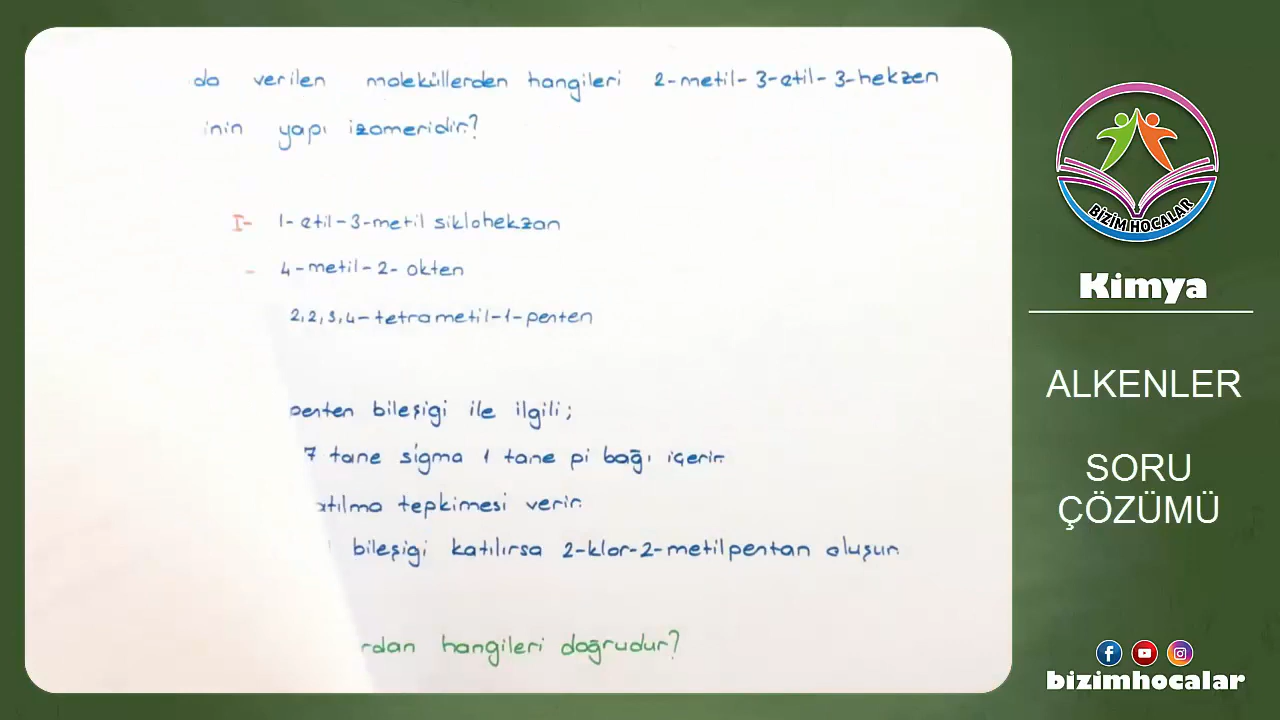 da verilen moleküllerden hangileri 2-metil-3-etil-3-hekzen
inin yapı izomeridir?
I- 1-etil-3-metil siklohekzan
- 4-metil-2-okten
2,2,3,4-tetrametil-1-penten
penten bileşiği ile ilgili;
7 tane sigma 1 tane pi bağı içerir.
atılma tepkimesi verir.
bileşiği katılırsa 2-klor-2-metilpentan oluşur.
rdan hangileri doğrudur?
BİZİM HOCALAR
Kimya
ALKENLER
SORU
ÇÖZÜMÜ
bizimhocalar